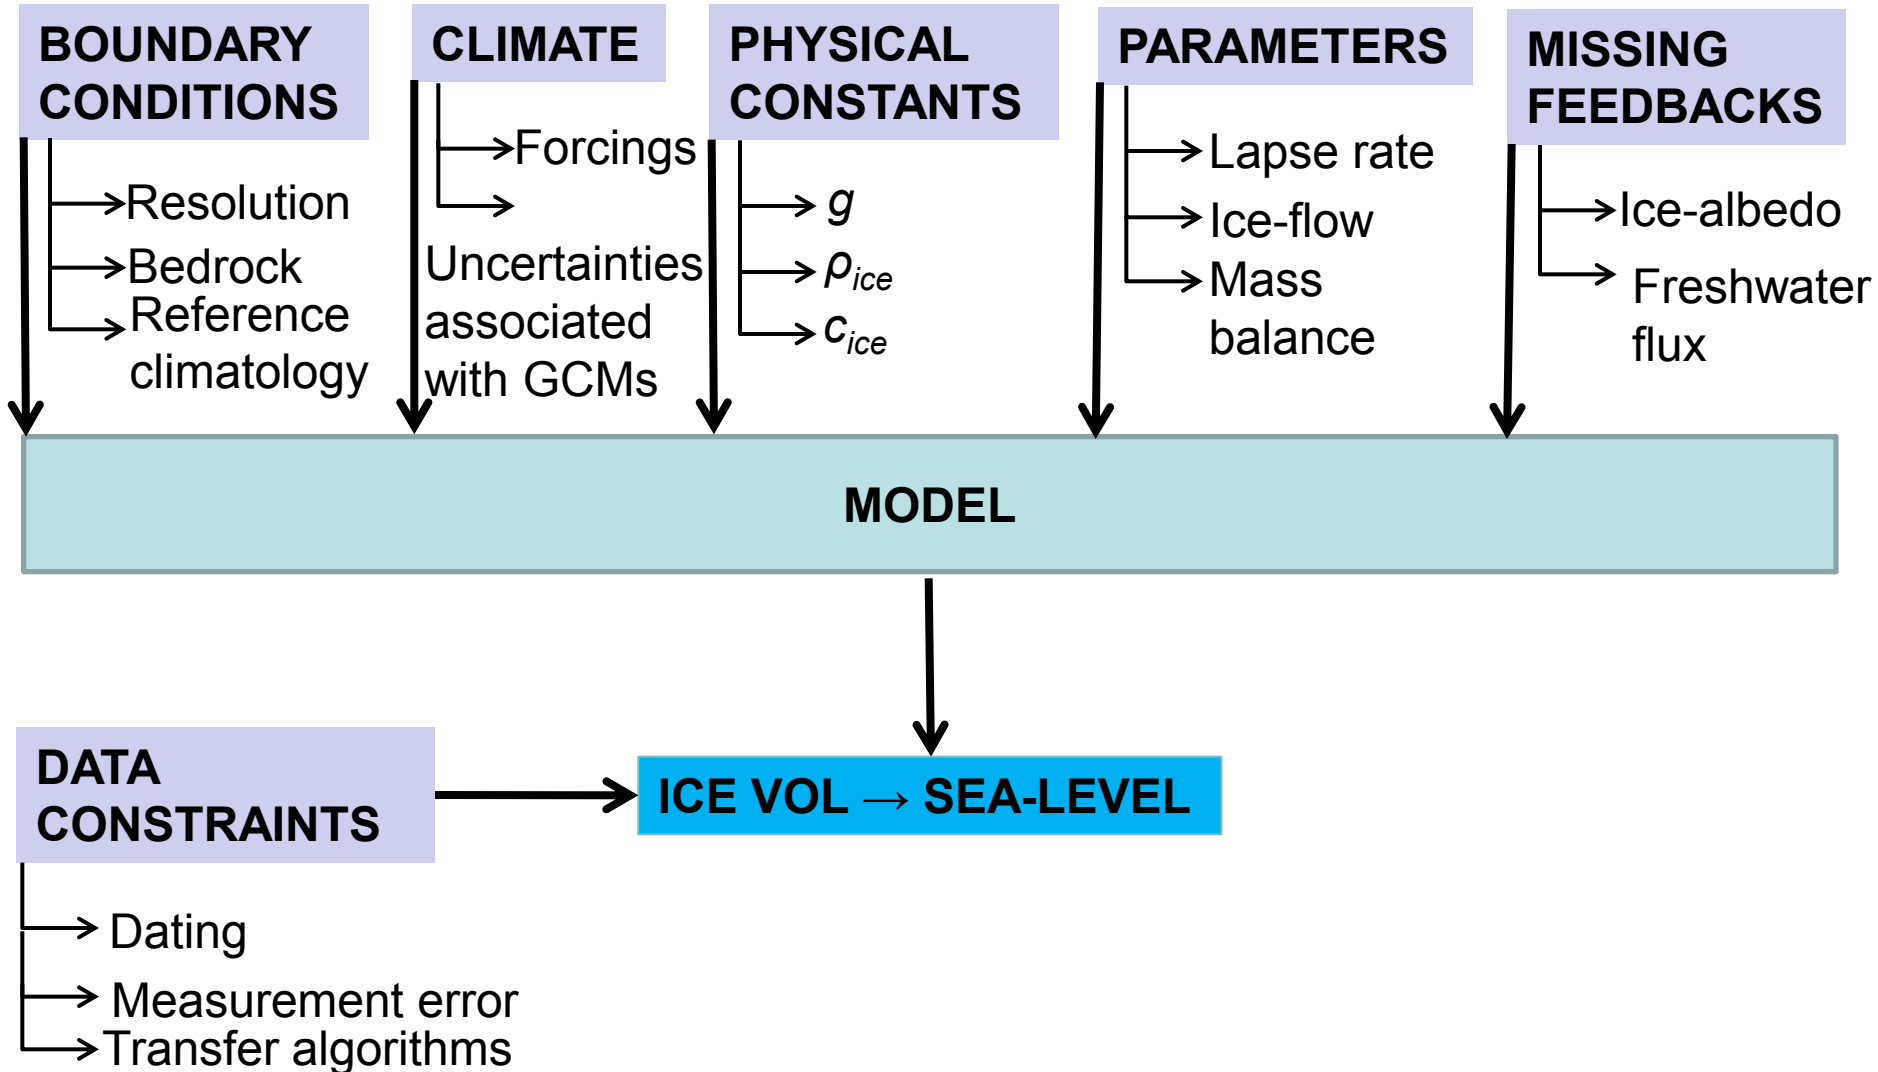 BOUNDARY
CONDITIONS
Resolution
Bedrock
Reference
climatology
CLIMATE
Forcings
Uncertainties
associated
with GCMs
PHYSICAL
CONSTANTS
g
ρice
cice
PARAMETERS
Lapse rate
Ice-flow
Mass
balance
MISSING
FEEDBACKS
Ice-albedo
Freshwater
flux
MODEL
DATA
CONSTRAINTS
ICE VOL → SEA-LEVEL
Dating
Measurement error
Transfer algorithms